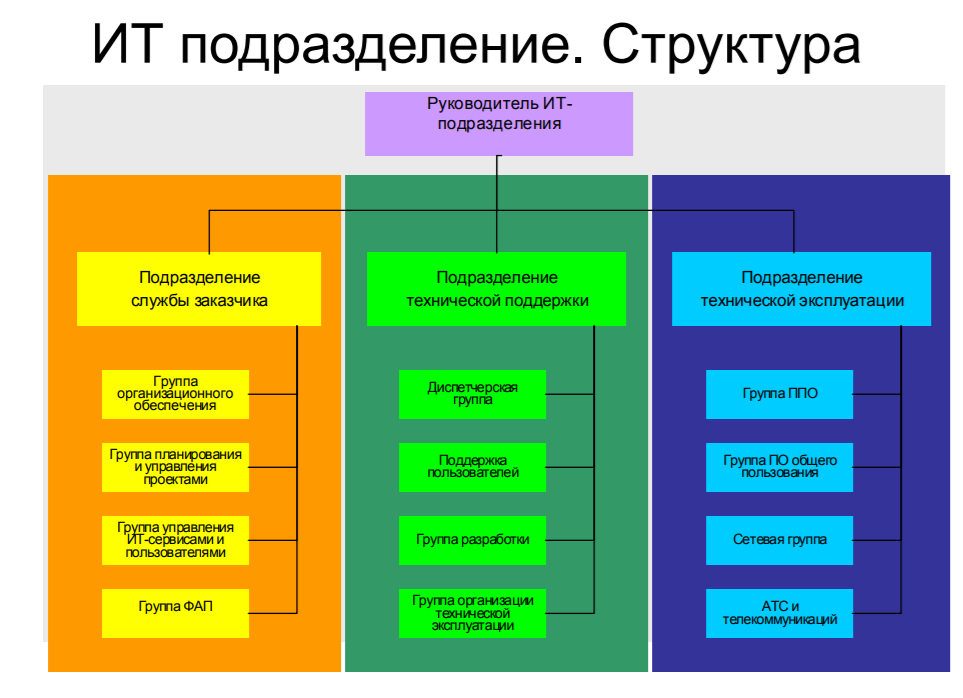 ИТ подразделение. Структура
Руководитель ИТ-
подразделения
Подразделение
службы заказчика
Группа
организационного
обеспечения
Группа планирования
и управления
проектами
Группа управления
ИТ-сервисами и
пользователями
Группа ФАП
Подразделение
технической поддержки
Диспетчерская
группа
Поддержка
пользователей
Группа разработки
Группа организации
технической
эксплуатации
Подразделение
технической эксплуатации
Группа ППО
Группа ПО общего
пользования
Сетевая группа
АТС и
телекоммуникаций